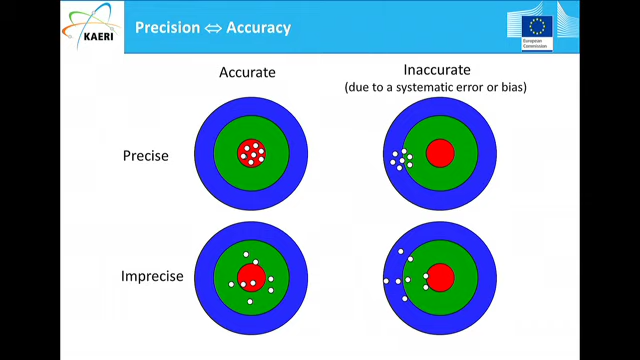 KAERI
Precision ⇔ Accuracy
European
Commission
Accurate
Inaccurate
(due to a systematic error or bias)
Precise
Imprecise